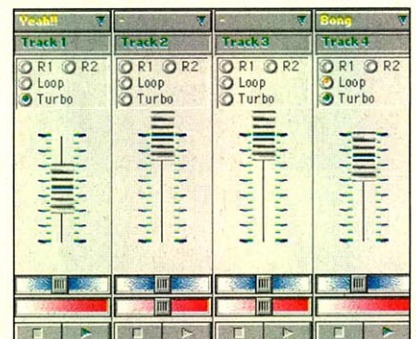 Yeah!! - - Bong
Track 1 Track 2 Track 3 Track 4
R1 R2 R1 R2 R1 R2 R1 R2
Loop Loop Loop Loop
Turbo Turbo Turbo Turbo